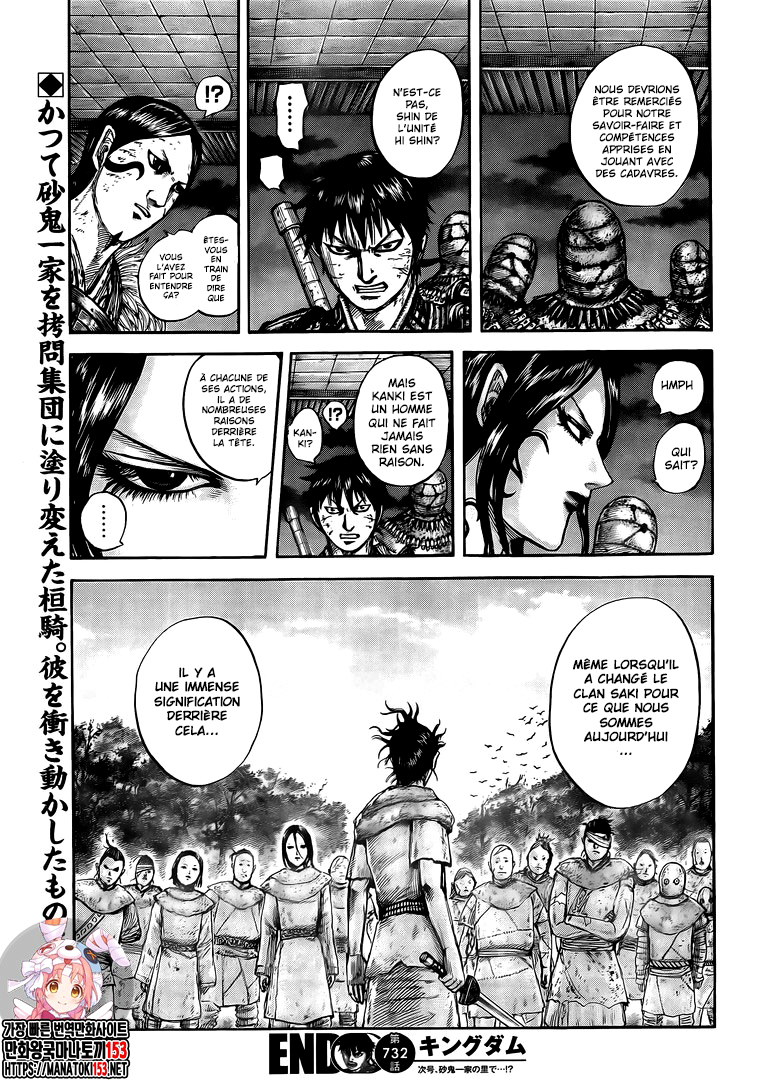 NOUS DEVRIONS
ÊTRE REMERCIÉS
POUR NOTRE
SAVOIR-FAIRE ET
COMPÉTENCES
APPRISES EN
JOUANT AVEC
DES CADAVRES.
N'EST-CE
PAS,
SHIN DE
L'UNITÉ
HI SHIN?
......
...
!?
ÊTES-
VOUS EN
TRAIN
DE DIRE
QUE
VOUS
L'AVEZ
FAIT POUR
ENTENDRE
ÇA?
HMPH
QUI
SAIT?
MAIS
KANKI EST
UN HOMME
QUI NE FAIT
JAMAIS
RIEN SANS
RAISON.
!?
KAN-
KI?
À CHACUNE DE
SES ACTIONS,
IL A DE
NOMBREUSES
RAISONS
DERRIÈRE
LA TÊTE.
......
MÊME LORSQU'IL
A CHANGÉ LE
CLAN SAKI POUR
CE QUE NOUS
SOMMES
AUJOURD'HUI
...
IL Y A
UNE IMMENSE
SIGNIFICATION
DERRIÈRE
CELA...
◆かつて砂鬼一家を拷問集団に塗り変えた桓騎。彼を衝き動かしたもの
가장 빠른 번역만화사이트
만화왕국마나토끼153
HTTPS://MANATOKI153.NET
END
第
732
話
キングダム
次号、砂鬼一家の里で…!?